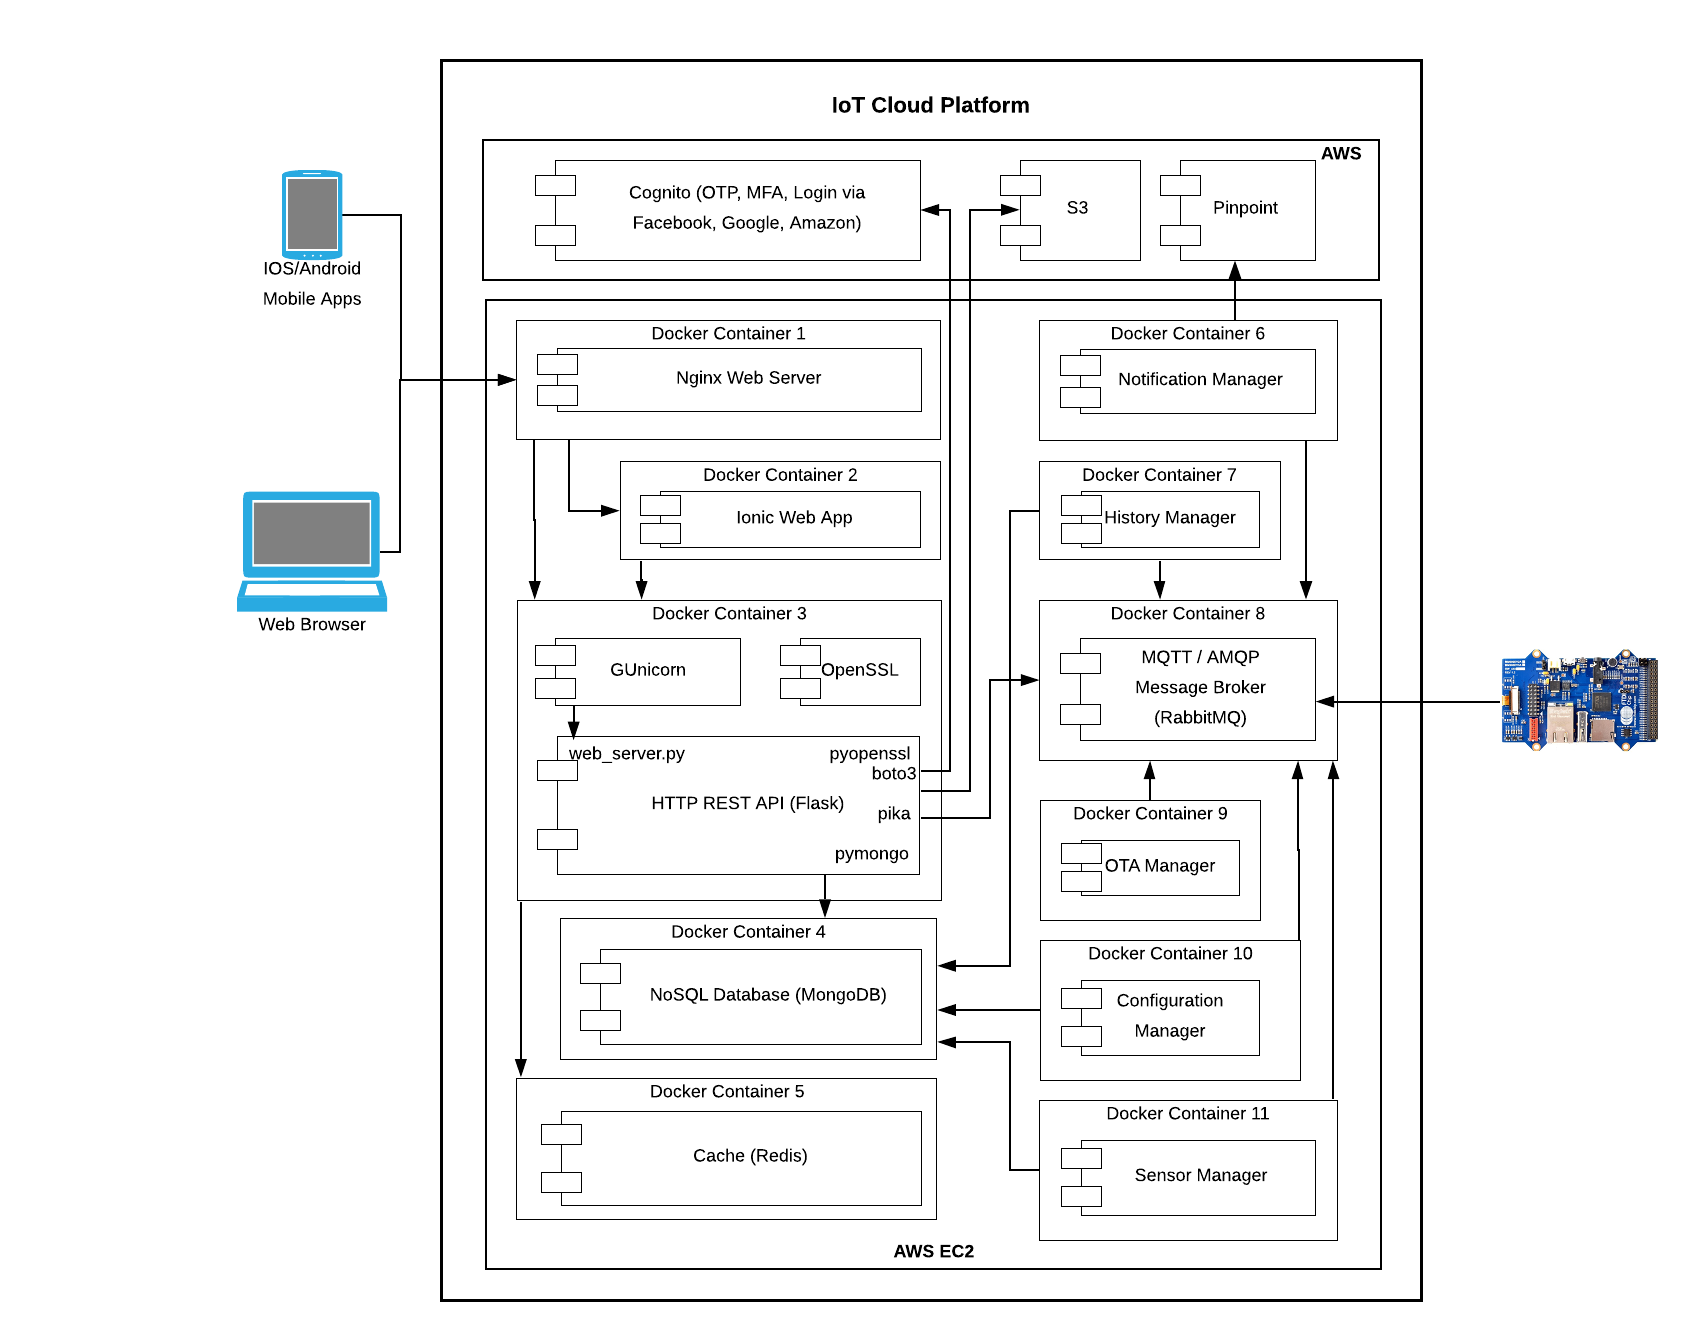 IoT Cloud Platform
AWS
Cognito (OTP, MFA, Login via
Facebook, Google, Amazon)
S3
Pinpoint
IOS/Android
Mobile Apps
Web Browser
Docker Container 1
Nginx Web Server
Docker Container 2
Ionic Web App
Docker Container 3
GUnicorn
OpenSSL
web_server.py
pyopenssl
boto3
HTTP REST API (Flask)
pika
pymongo
Docker Container 4
NoSQL Database (MongoDB)
Docker Container 5
Cache (Redis)
Docker Container 6
Notification Manager
Docker Container 7
History Manager
Docker Container 8
MQTT / AMQP
Message Broker
(RabbitMQ)
Docker Container 9
OTA Manager
Docker Container 10
Configuration
Manager
Docker Container 11
Sensor Manager
AWS EC2